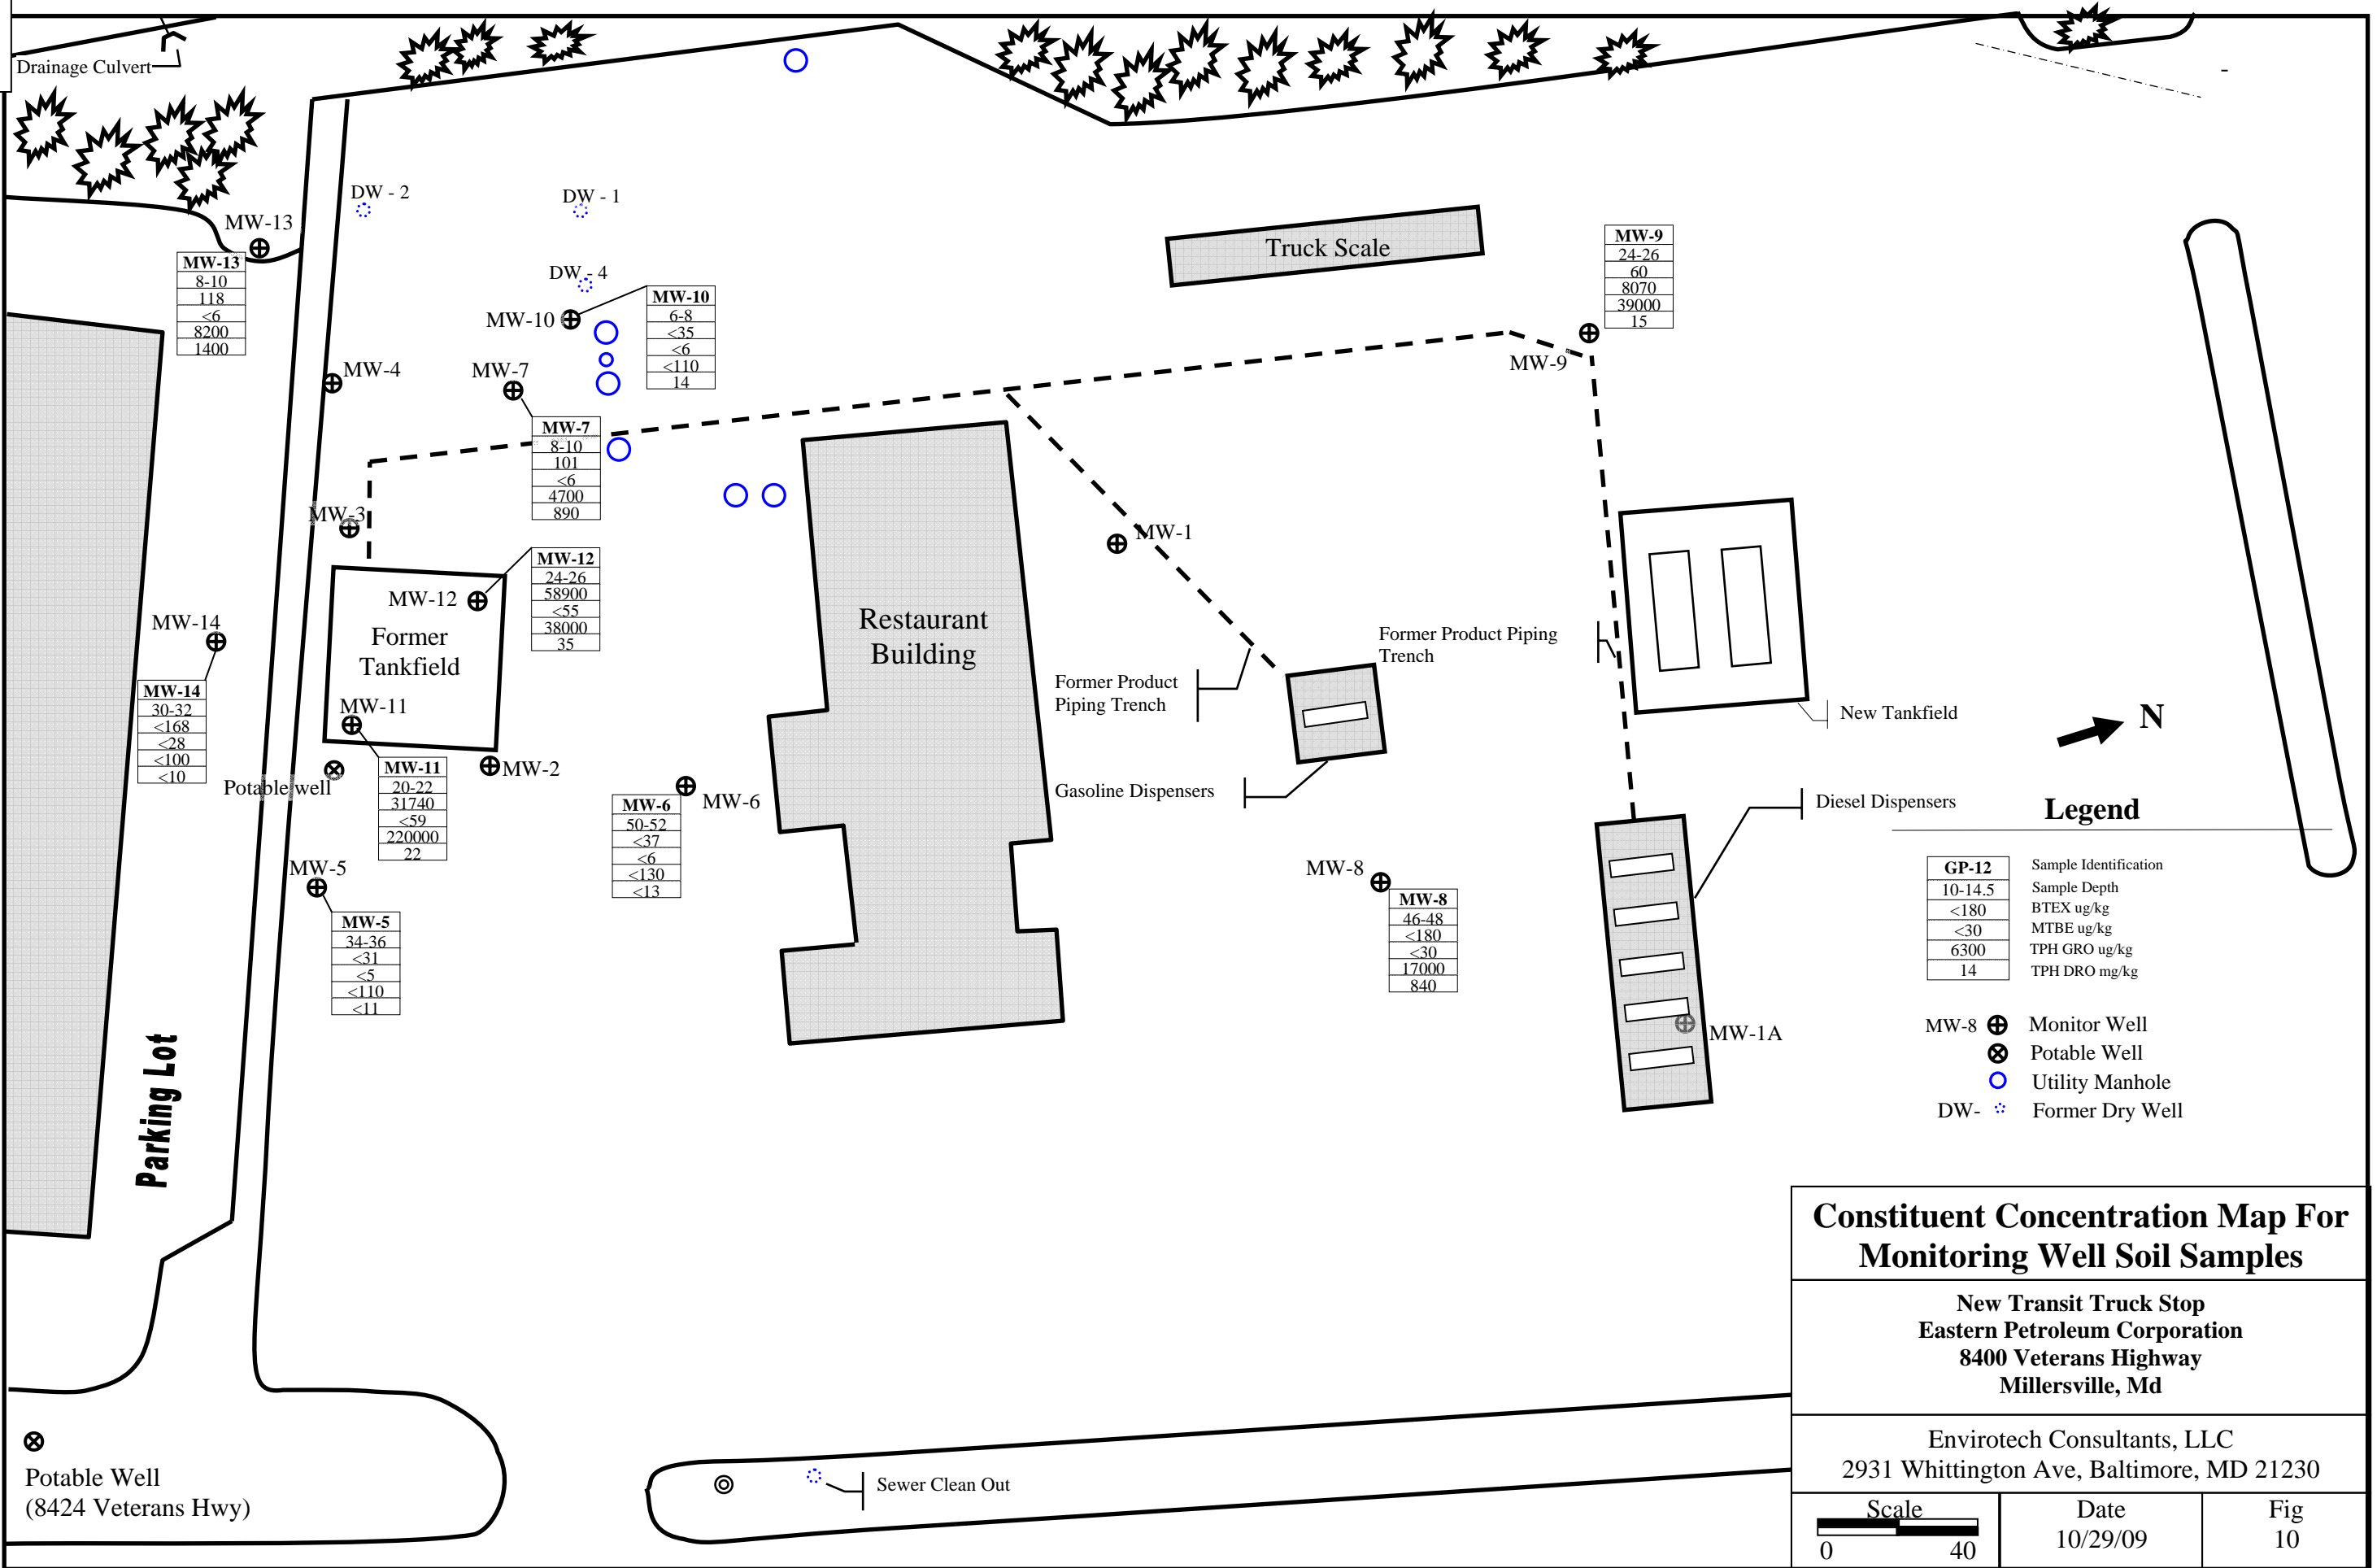 Drainage Culvert
DW - 2
DW - 1
MW-13
MW-13
8-10
118
<6
8200
1400
DW - 4
MW-10
MW-10
6-8
<35
<6
<110
14
Truck Scale
MW-9
24-26
60
8070
39000
15
MW-9
MW-4
MW-7
MW-7
8-10
101
<6
4700
890
MW-3
MW-1
MW-12
24-26
58900
<55
38000
35
MW-12
Former
Tankfield
MW-14
MW-14
30-32
<168
<28
<100
<10
MW-11
MW-11
20-22
31740
<59
220000
22
Potable well
MW-2
MW-6
MW-6
50-52
<37
<6
<130
<13
MW-5
MW-5
34-36
<31
<5
<110
<11
Restaurant
Building
Former Product
Piping Trench
Former Product Piping
Trench
Gasoline Dispensers
New Tankfield
N
Diesel Dispensers
MW-8
MW-8
46-48
<180
<30
17000
840
MW-1A
Legend
GP-12 Sample Identification
10-14.5 Sample Depth
<180 BTEX ug/kg
<30 MTBE ug/kg
6300 TPH GRO ug/kg
14 TPH DRO mg/kg
MW-8 Monitor Well
Potable Well
Utility Manhole
DW- Former Dry Well
Parking Lot
Potable Well
(8424 Veterans Hwy)
Sewer Clean Out
Constituent Concentration Map For
Monitoring Well Soil Samples
New Transit Truck Stop
Eastern Petroleum Corporation
8400 Veterans Highway
Millersville, Md
Envirotech Consultants, LLC
2931 Whittington Ave, Baltimore, MD 21230
Scale
0 40
Date
10/29/09
Fig
10